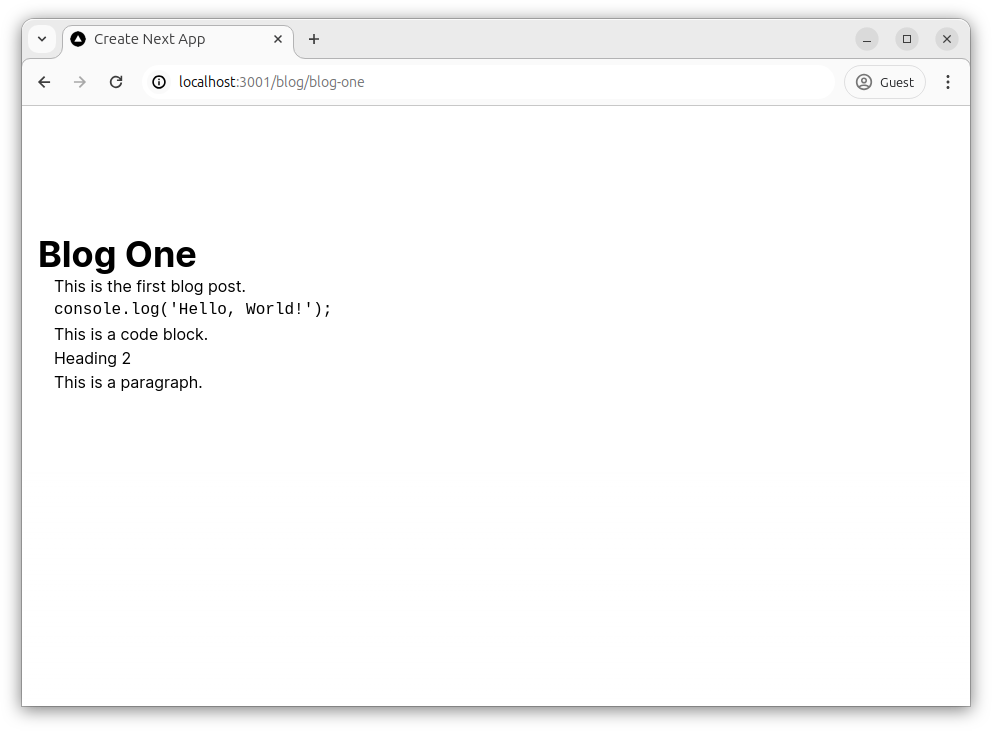 Create Next App
localhost:3001/blog/blog-one
Guest
Blog One
This is the first blog post.
console.log('Hello, World!');
This is a code block.
Heading 2
This is a paragraph.